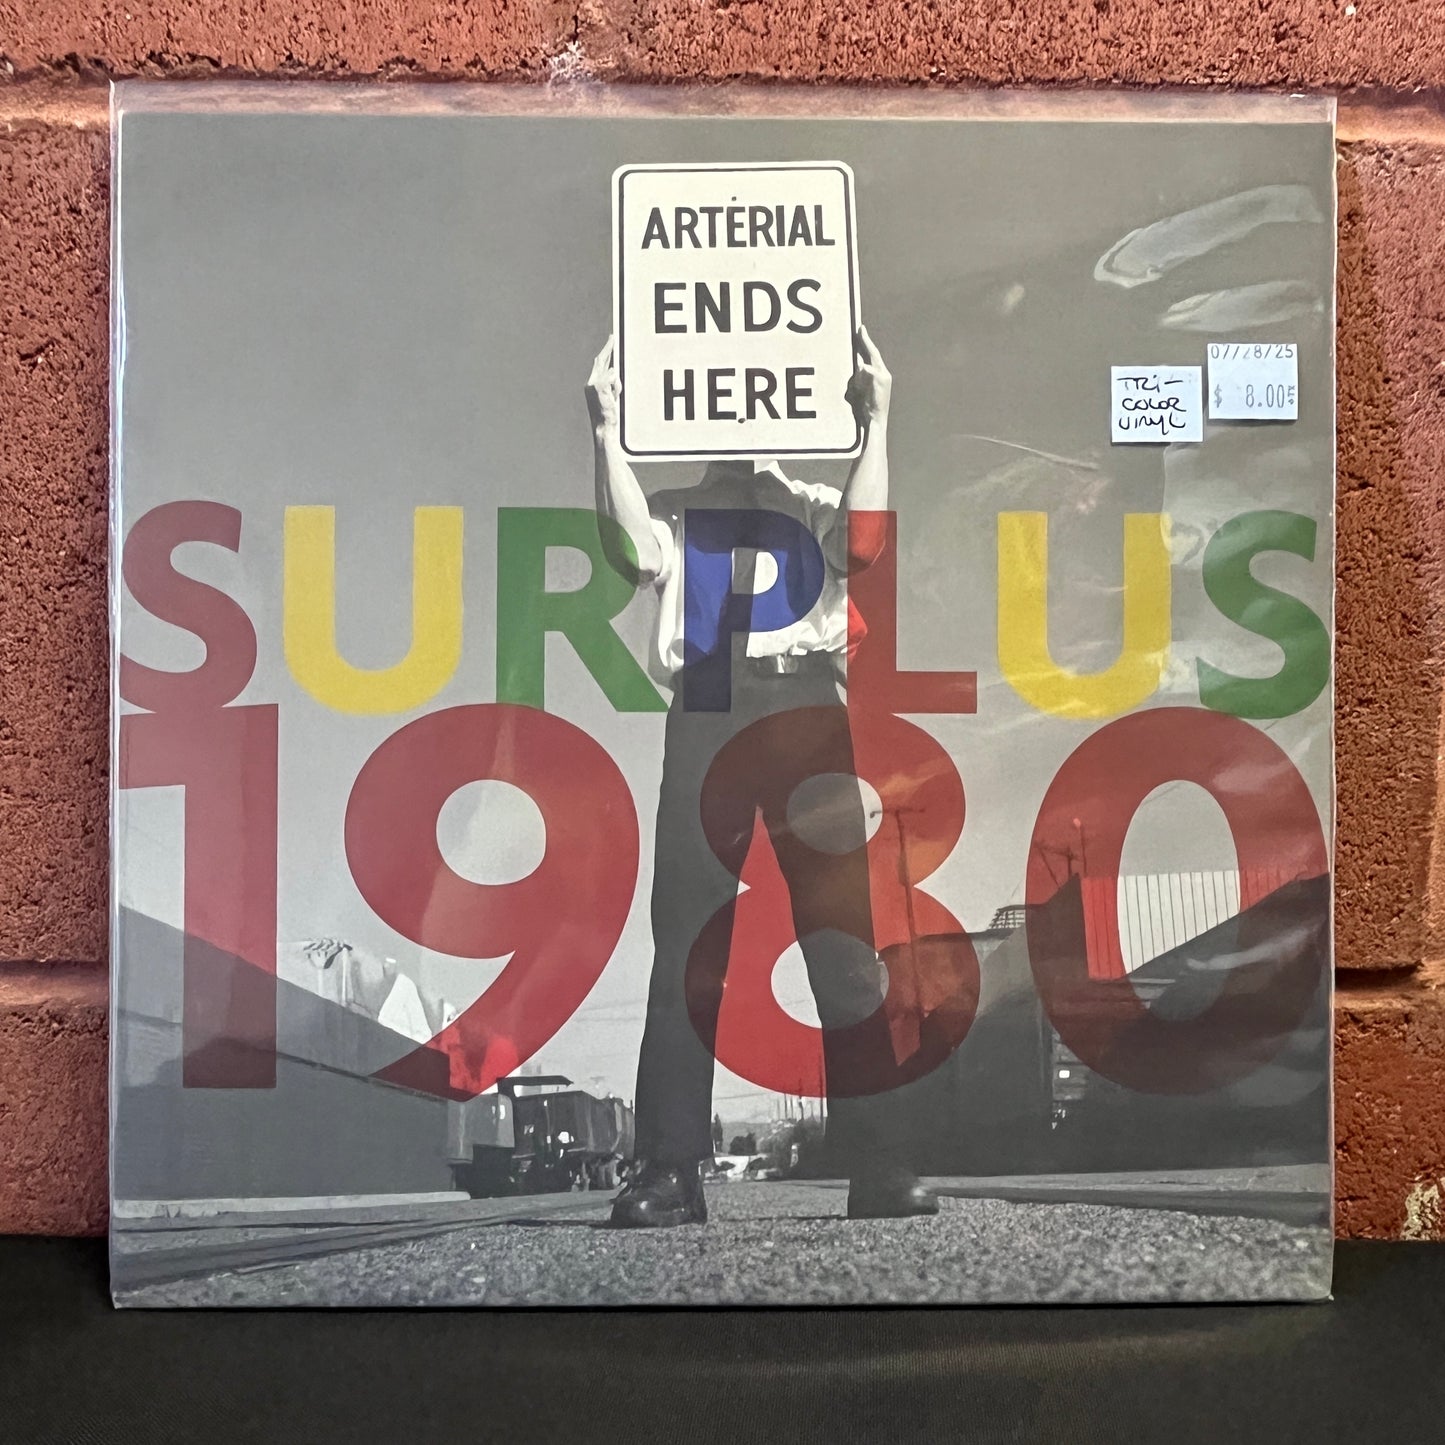 ARTERIAL
ENDS
HERE
07/28/25
$ 8.00
TRI-
COLOR
VINYL
SURPLUS
1980